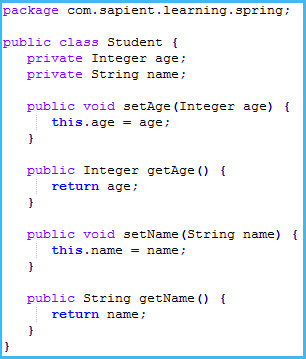 package com.sapient.learning.spring;
public class Student {
private Integer age;
private String name;
public void setAge(Integer age) {
this.age = age;
}
public Integer getAge() {
return age;
}
public void setName(String name) {
this.name = name;
}
public String getName() {
return name;
}
}